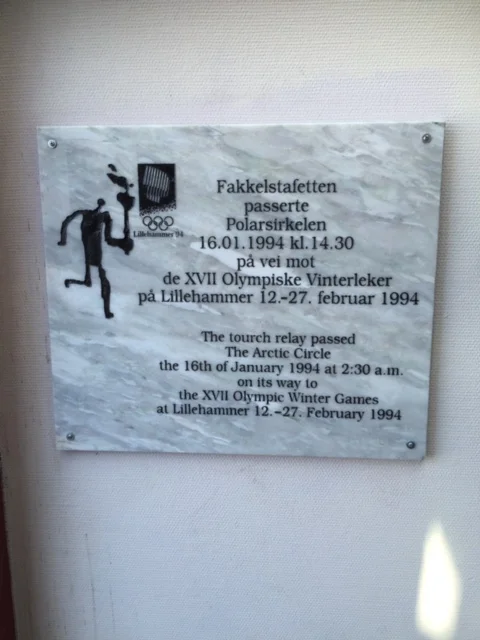 Lillehammer '94
Fakkelstafetten
passerte
Polarsirkelen
16.01.1994 kl.14.30
på vei mot
de XVII Olympiske Vinterleker
på Lillehammer 12.-27. februar 1994
The tourch relay passed
The Arctic Circle
the 16th of January 1994 at 2:30 a.m.
on its way to
the XVII Olympic Winter Games
at Lillehammer 12.-27. February 1994